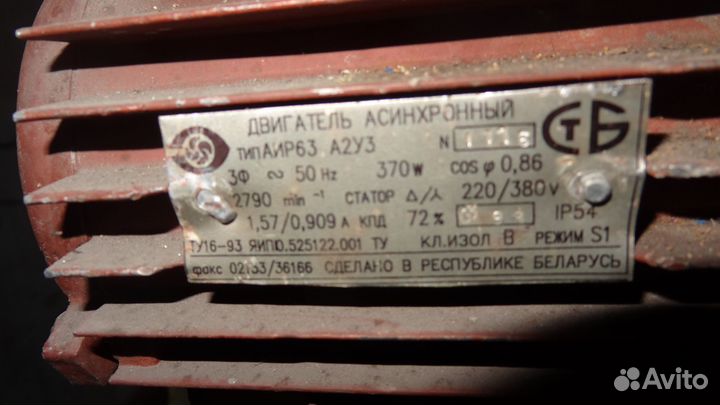 ДВИГАТЕЛЬ АСИНХРОННЫЙ
СТБ
тип АИР63 А2У3 N
3Ф ∾ 50 Hz 370 W cos φ 0,86
2790 min⁻¹ СТАТОР Δ/⅄ 220/380 V
1,57/0,909 А КПД 72 % IP54
ТУ16-93 ЯИПЮ.525122.001 ТУ КЛ.ИЗОЛ В РЕЖИМ S1
факс 02133/36166 СДЕЛАНО В РЕСПУБЛИКЕ БЕЛАРУСЬ
Avito